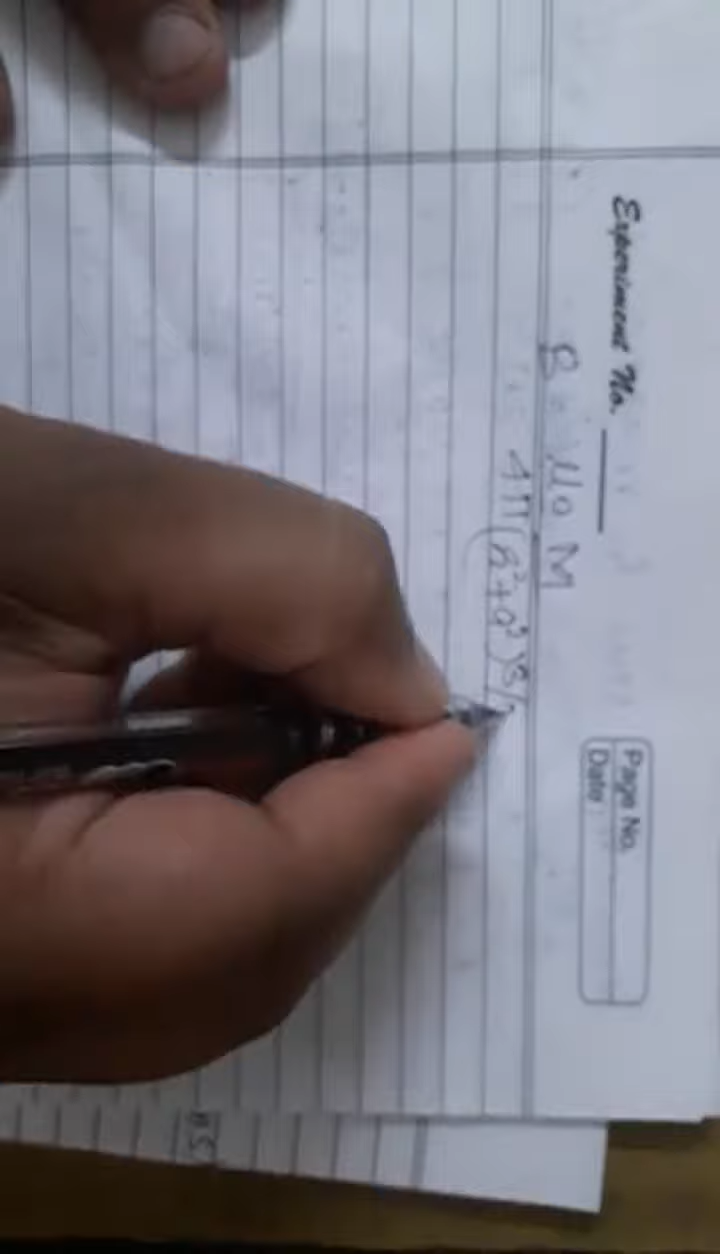 Experiment No.
Page No.
Date
B = μ0 M
4π(r²+a²)3/2